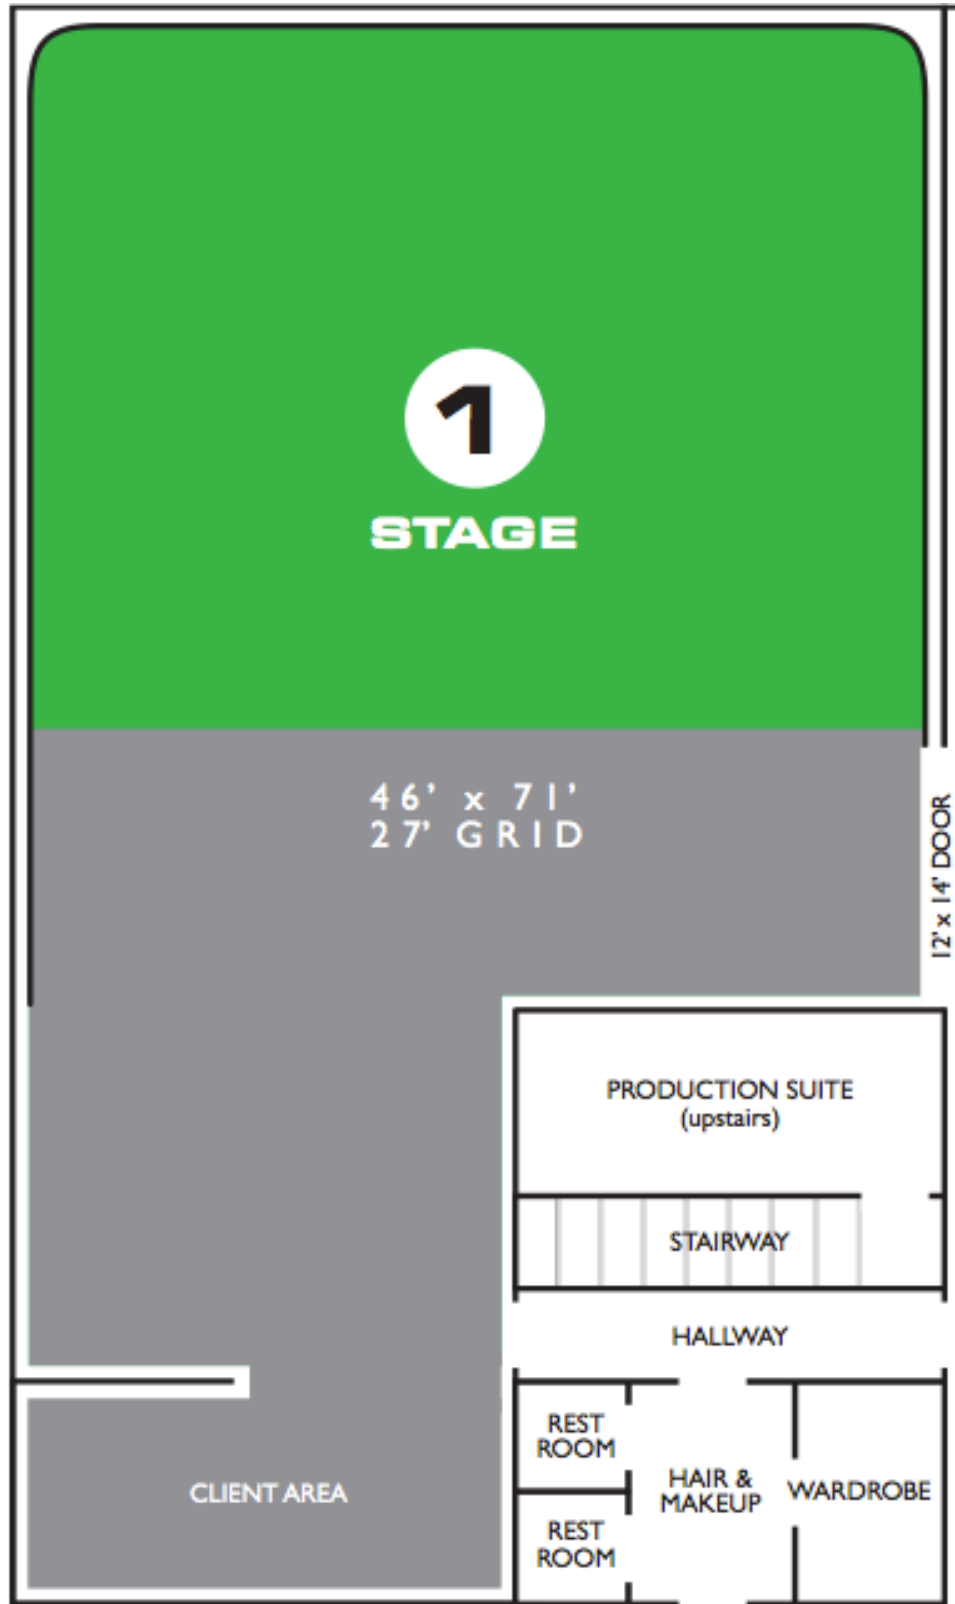 1
STAGE
46' x 71'
27' GRID
12' x 14' DOOR
PRODUCTION SUITE
(upstairs)
STAIRWAY
HALLWAY
REST
ROOM
HAIR &
MAKEUP
WARDROBE
CLIENT AREA
REST
ROOM